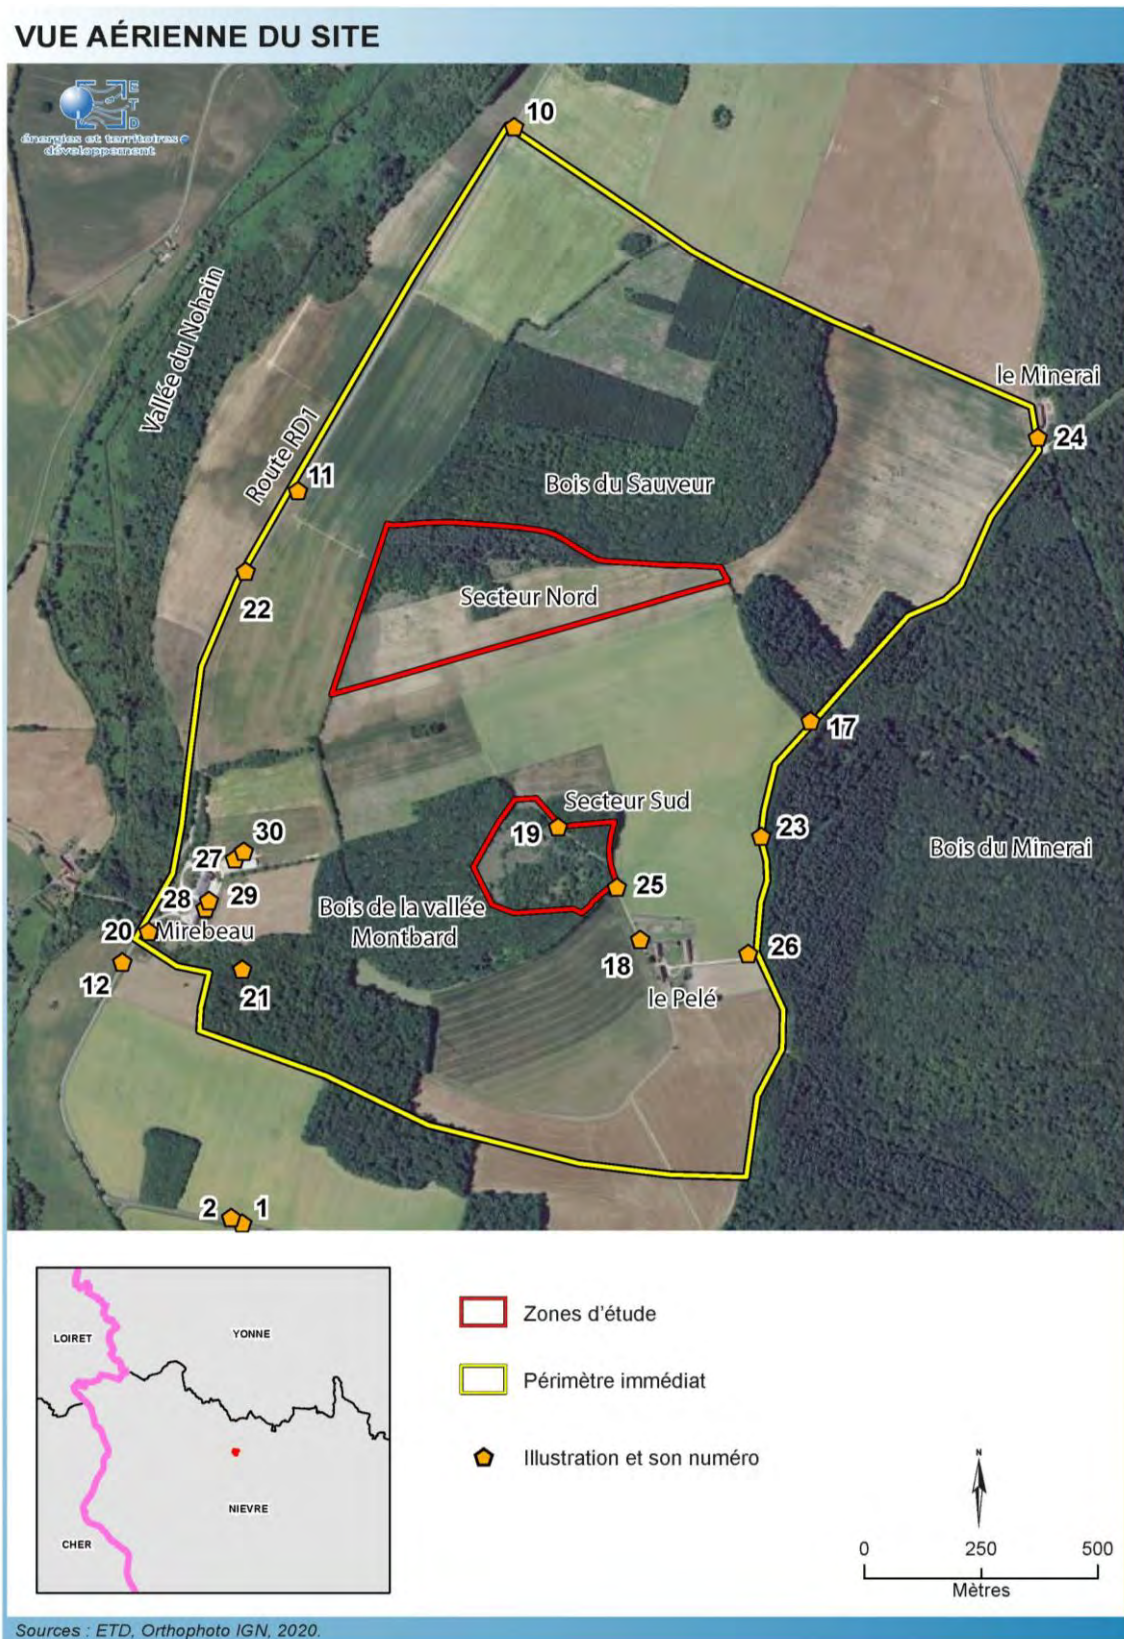 VUE AÉRIENNE DU SITE
E
T
D
énergies et territoires
développement
10
Vallée du Nohain
Route RD1
le Minerai
24
11
Bois du Sauveur
22
Secteur Nord
17
Secteur Sud
19
23
30
27
Bois du Minerai
25
28
29
Bois de la vallée
Montbard
20
Mirebeau
18
26
12
21
le Pelé
2
1
LOIRET
YONNE
NIEVRE
CHER
Zones d'étude
Périmètre immédiat
Illustration et son numéro
N
0
250
500
Mètres
Sources : ETD, Orthophoto IGN, 2020.